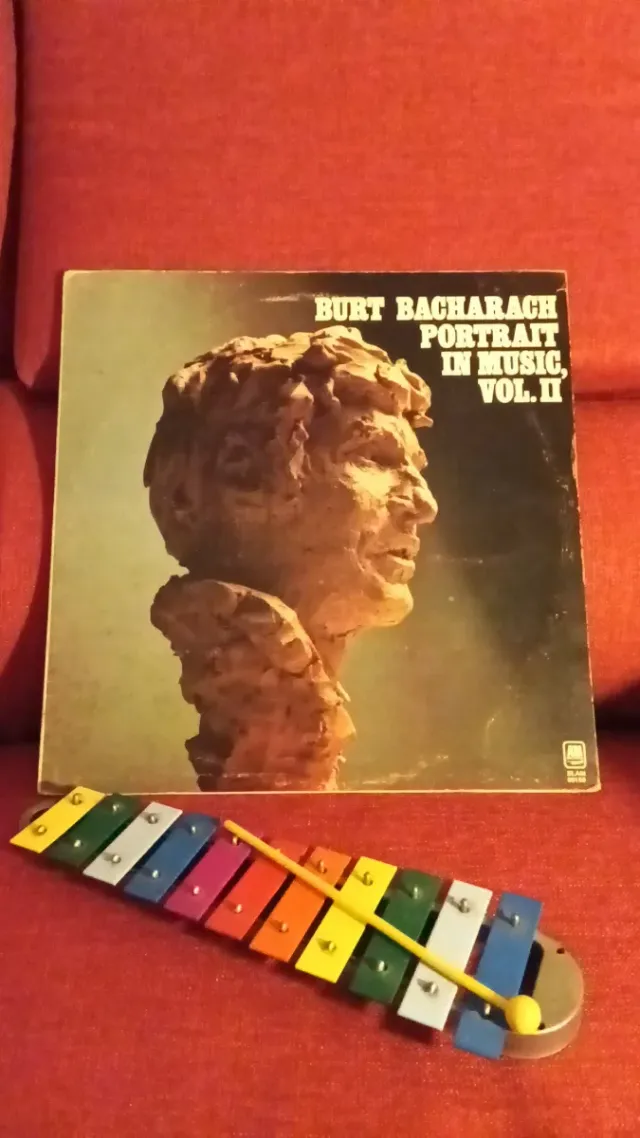 BURT BACHARACH
PORTRAIT
IN MUSIC,
VOL. II